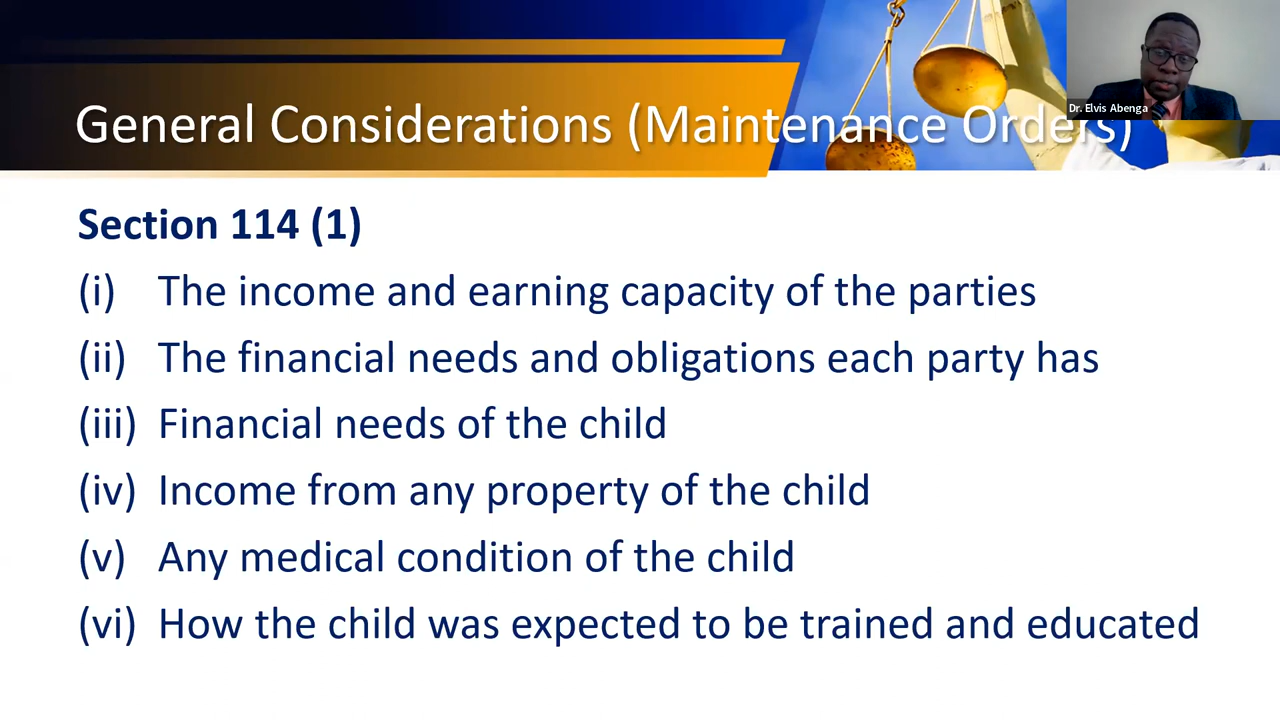 General Considerations (Maintenance Orders)
Dr. Elvis Abenga
Section 114 (1)
(i) The income and earning capacity of the parties
(ii) The financial needs and obligations each party has
(iii) Financial needs of the child
(iv) Income from any property of the child
(v) Any medical condition of the child
(vi) How the child was expected to be trained and educated